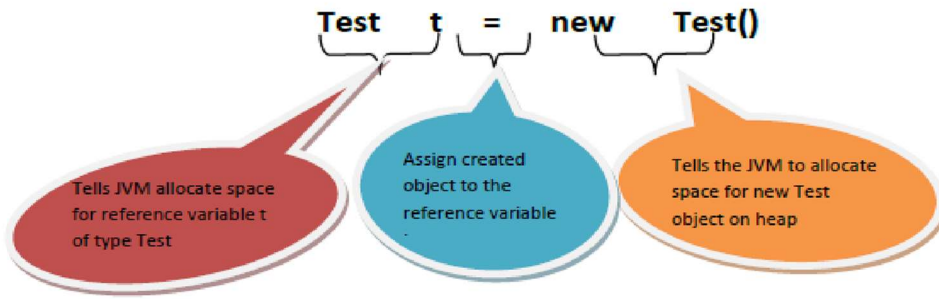 Test t = new Test()
Tells JVM allocate space
for reference variable t
of type Test
Assign created
object to the
reference variable
Tells the JVM to allocate
space for new Test
object on heap